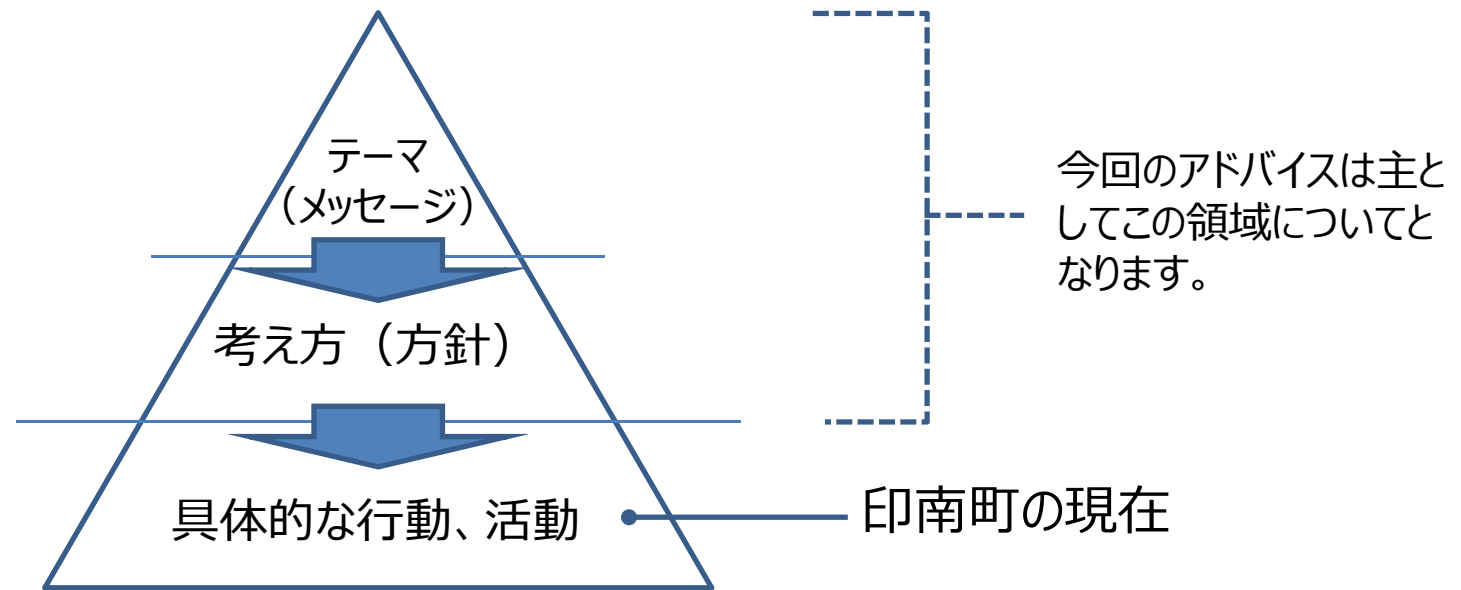 テーマ
（メッセージ）
考え方（方針）
具体的な行動、活動
今回のアドバイスは主と
してこの領域についてと
なります。
印南町の現在